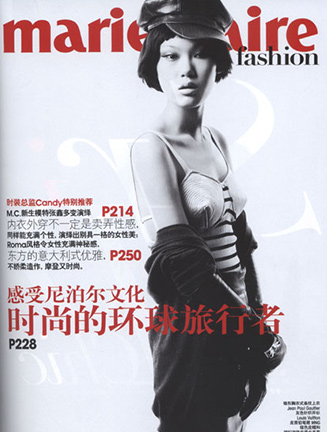 marie claire
fashion
时装总监Candy特别推荐
M.C.新生模特张鑫多变演绎 P214
内衣外穿不一定是卖弄性感,
同样能充满个性, 演绎出别具一格的女性美;
Roma风格令女性充满神秘感,
东方的意大利式优雅, P250
不娇柔造作, 摩登又时尚。
感受尼泊尔文化
时尚的环球旅行者
P228
Jean Paul Gaultier
Louis Vuitton
MNG